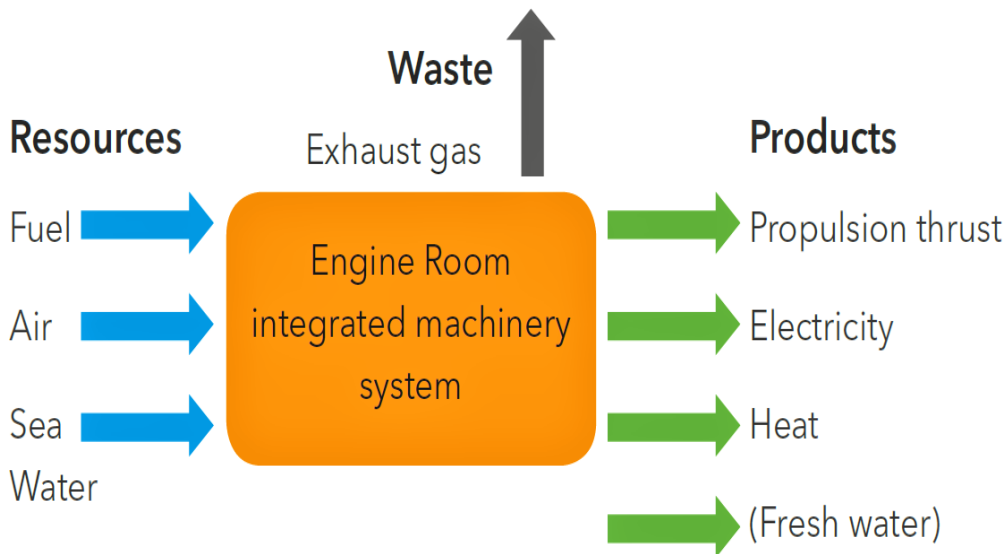 Waste
Resources
Exhaust gas
Products
Fuel
Air
Sea
Water
Engine Room
integrated machinery
system
Propulsion thrust
Electricity
Heat
(Fresh water)